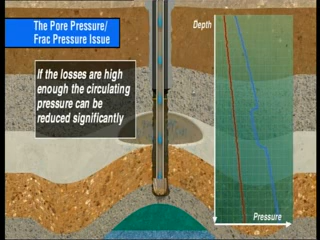 The Pore Pressure/
Frac Pressure Issue
If the losses are high
enough the circulating
pressure can be
reduced significantly
Depth
Pressure